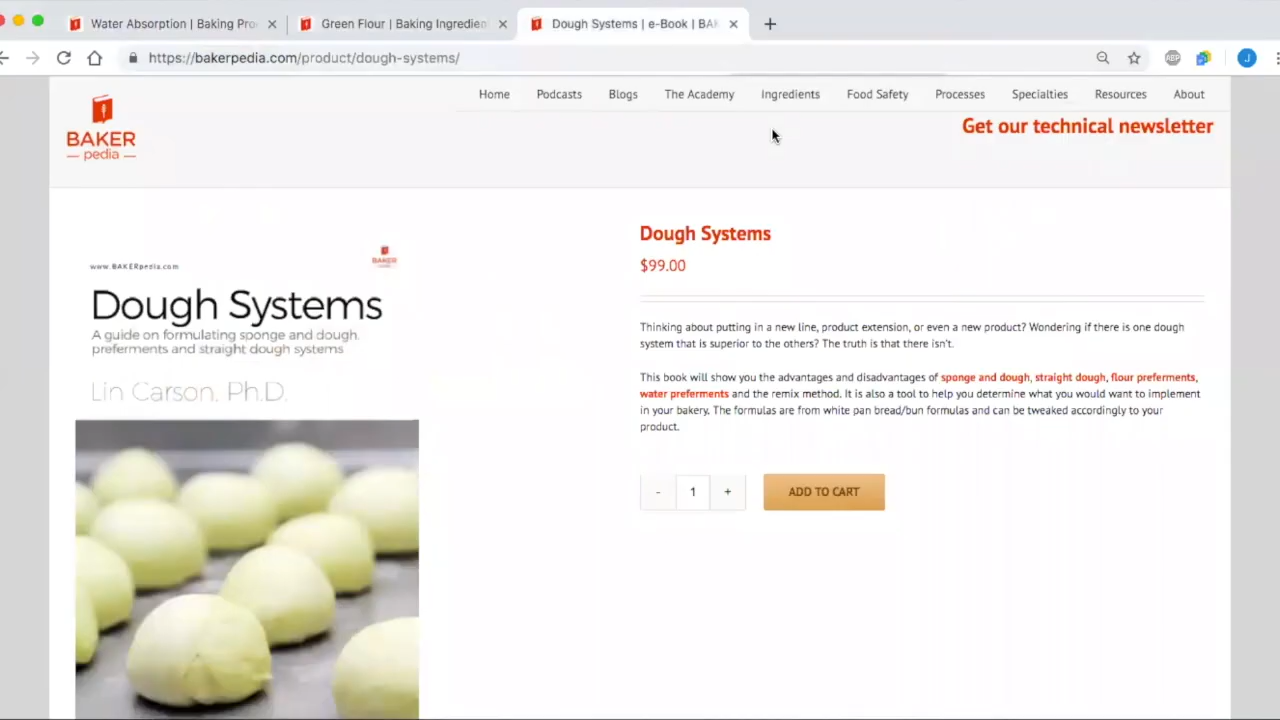 Water Absorption | Baking Pro
Green Flour | Baking Ingredien
Dough Systems | e-Book | BAK
https://bakerpedia.com/product/dough-systems/
ABP
J
Home Podcasts Blogs The Academy Ingredients Food Safety Processes Specialties Resources About
BAKER
pedia
Get our technical newsletter
www.BAKERpedia.com
BAKER
Dough Systems
A guide on formulating sponge and dough,
preferments and straight dough systems
Lin Carson, Ph.D.
Dough Systems
$99.00
Thinking about putting in a new line, product extension, or even a new product? Wondering if there is one dough
system that is superior to the others? The truth is that there isn't.
This book will show you the advantages and disadvantages of sponge and dough, straight dough, flour preferments,
water preferments and the remix method. It is also a tool to help you determine what you would want to implement
in your bakery. The formulas are from white pan bread/bun formulas and can be tweaked accordingly to your
product.
- 1 + ADD TO CART